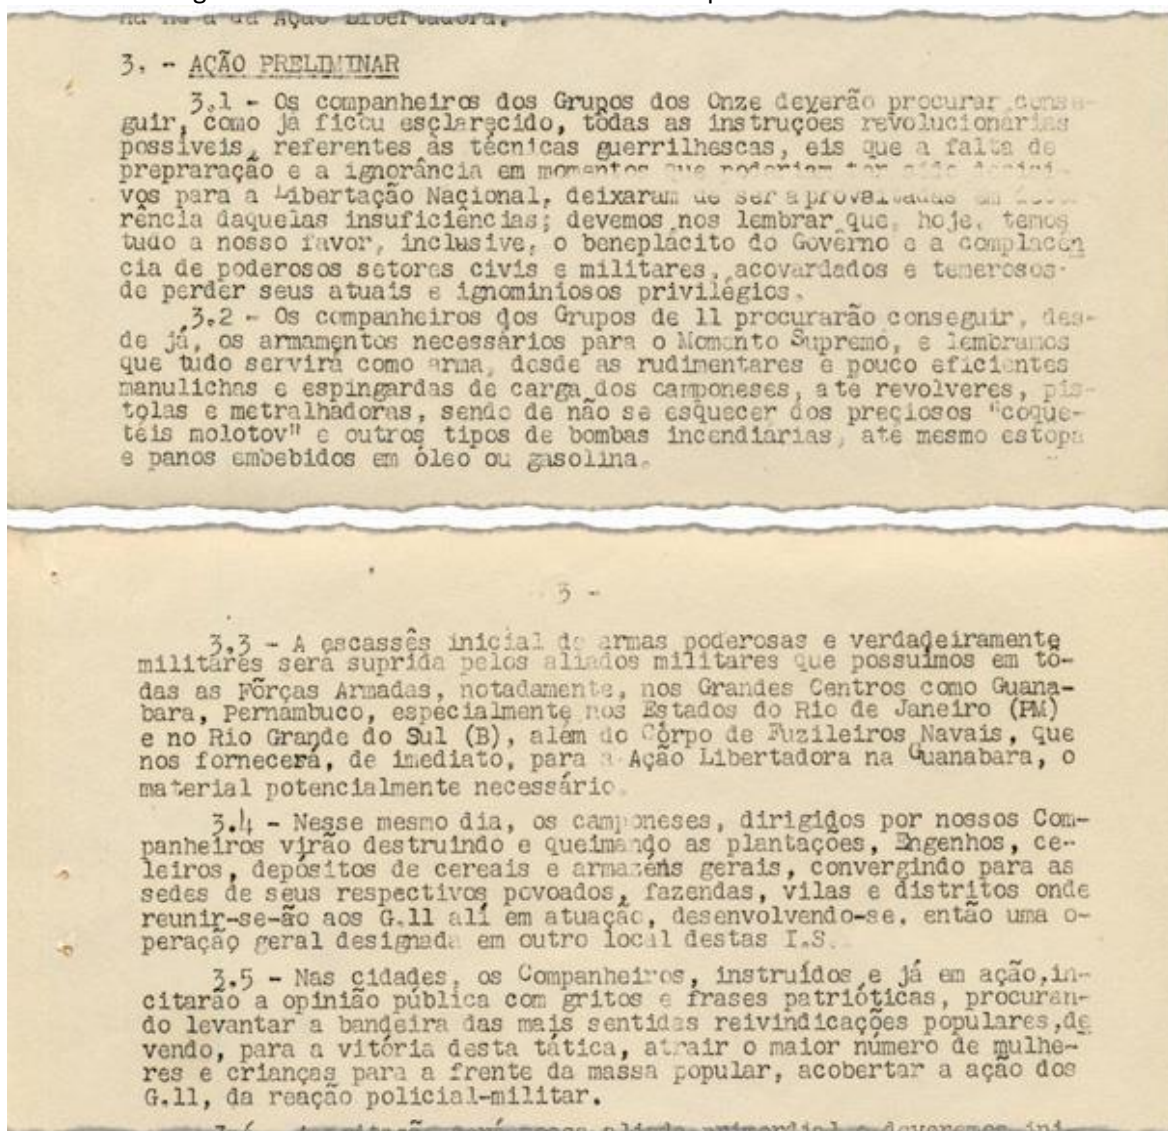 3. - AÇÃO PRELIMINAR
3.1 - Os companheiros dos Grupos dos Onze deverão procurar conse-
guir, como já ficou esclarecido, tôdas as instruções revolucionárias
possíveis, referentes às técnicas guerrilhescas, eis que a falta de
prepraração e a ignorância em momentos que poderiam ter sido decisi-
vos para a Libertação Nacional, deixaram de ser aproveitadas em
rência daquelas insuficiências; devemos nos lembrar que, hoje, temos
tudo a nosso favor, inclusive, o beneplácito do Govêrno e a complacên
cia de poderosos setores civis e militares, acovardados e temerosos
de perder seus atuais e ignominiosos privilégios.
3.2 - Os companheiros dos Grupos de 11 procurarão conseguir, des-
de já, os armamentos necessários para o Momento Supremo, e lembramos
que tudo servirá como arma, desde as rudimentares e pouco eficientes
manulichas e espingardas de carga dos camponeses, até revolveres, pis-
tolas e metralhadoras, sendo de não se esquecer dos preciosos "coque-
téis molotov" e outros tipos de bombas incendiárias, até mesmo estopa
e panos embebidos em óleo ou gasolina.
3 -
3.3 - A escassês inicial de armas poderosas e verdadeiramente
militares será suprida pelos aliados militares que possuímos em tô-
das as Fôrças Armadas, notadamente, nos Grandes Centros como Guana-
bara, Pernambuco, especialmente nos Estados do Rio de Janeiro (PM)
e no Rio Grande do Sul (B), além do Côrpo de Fuzileiros Navais, que
nos fornecerá, de imediato, para a Ação Libertadora na Guanabara, o
material potencialmente necessário.
3.4 - Nesse mesmo dia, os camponeses, dirigidos por nossos Com-
panheiros virão destruindo e queimando as plantações, Engenhos, ce-
leiros, depósitos de cereais e armazéns gerais, convergindo para as
sedes de seus respectivos povoados, fazendas, vilas e distritos onde
reunir-se-ão aos G.11 alí em atuação, desenvolvendo-se, então uma o-
peração geral designada em outro local destas I.S.
3.5 - Nas cidades, os Companheiros, instruídos e já em ação,in-
citarão a opinião pública com gritos e frases patrióticas, procuran-
do levantar a bandeira das mais sentidas reivindicações populares,de
vendo, para a vitória desta tática, atrair o maior número de mulhe-
res e crianças para a frente da massa popular, acobertar a ação dos
G.11, da reação policial-militar.